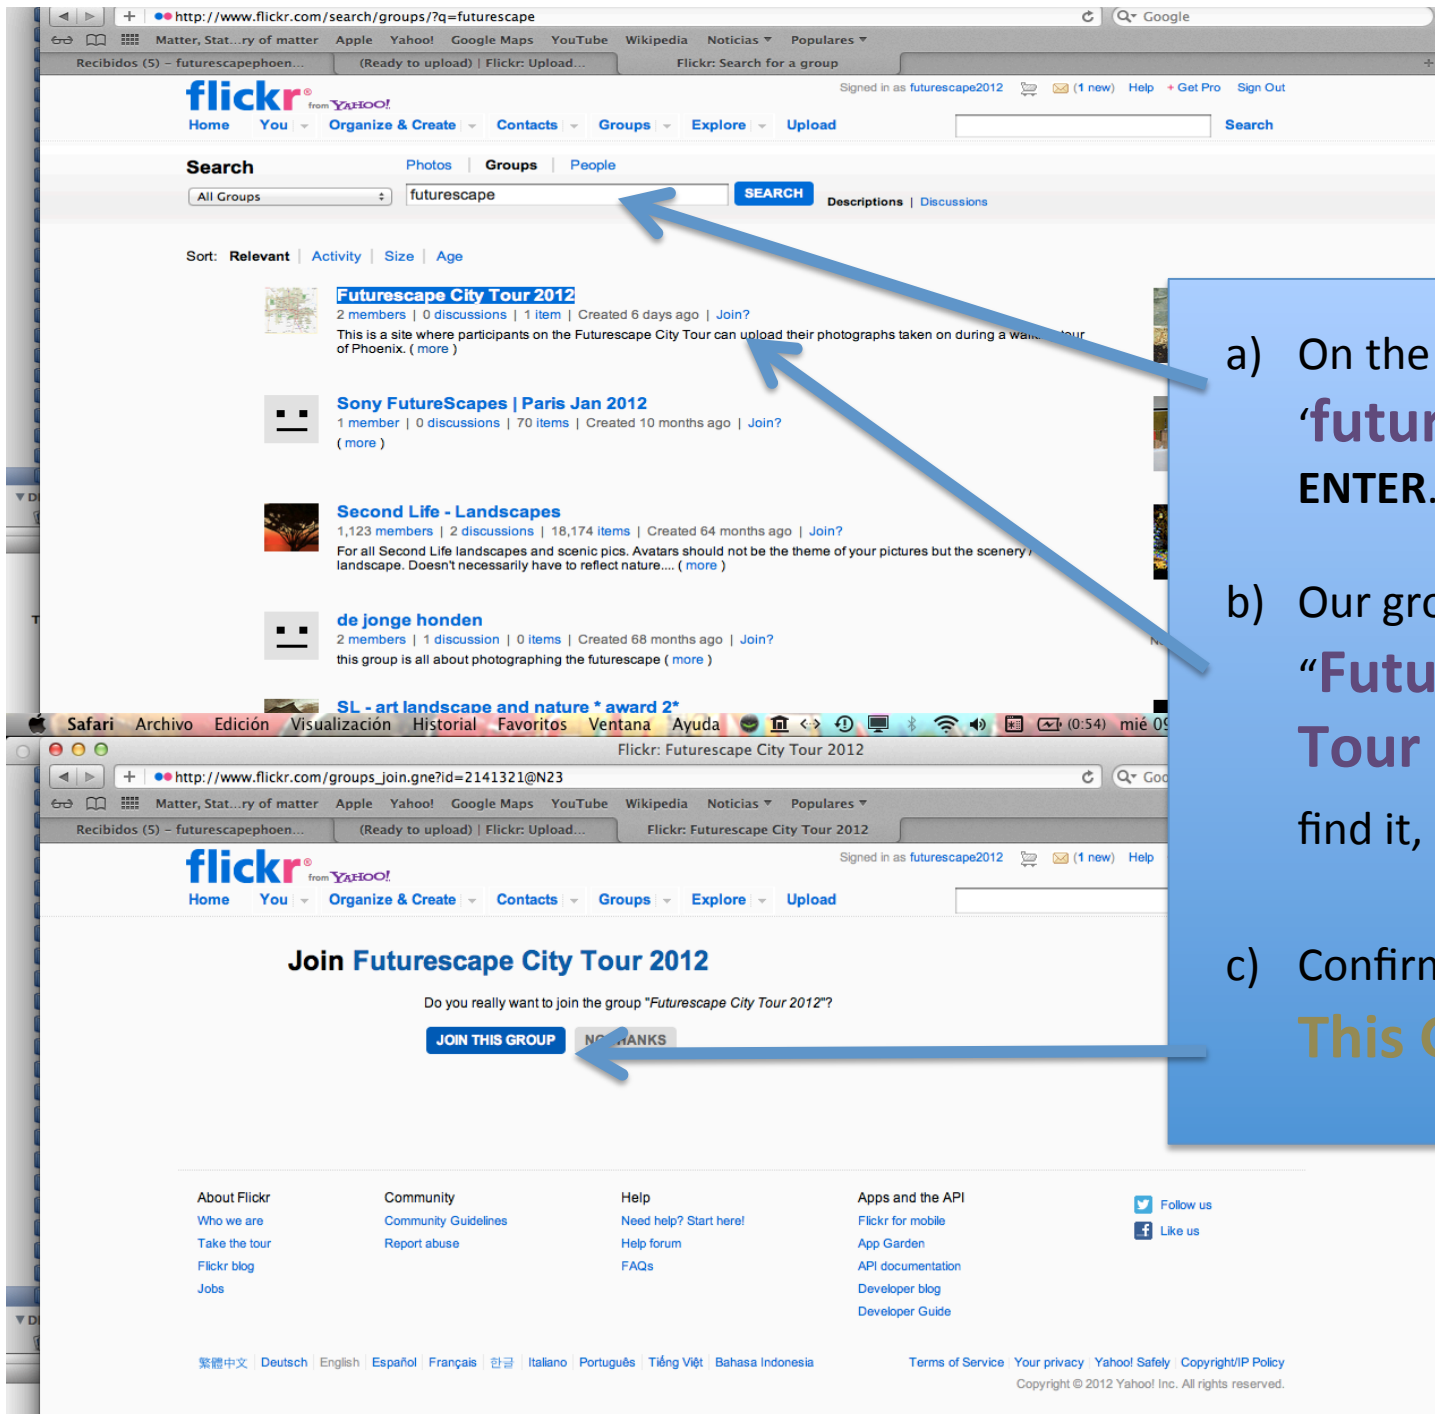 http://www.flickr.com/search/groups/?q=futurescape
Google
Matter, Stat...ry of matter Apple Yahoo! Google Maps YouTube Wikipedia Noticias Populares
Recibidos (5) – futurescapephoen... (Ready to upload) | Flickr: Upload... Flickr: Search for a group
flickr® from YAHOO!
Signed in as futurescape2012 (1 new) Help + Get Pro Sign Out
Home You Organize & Create Contacts Groups Explore Upload Search
Search Photos Groups People
All Groups futurescape SEARCH Descriptions | Discussions
Sort: Relevant | Activity | Size | Age
Futurescape City Tour 2012
2 members | 0 discussions | 1 item | Created 6 days ago | Join?
This is a site where participants on the Futurescape City Tour can upload their photographs taken on during a tour
of Phoenix. ( more )
Sony FutureScapes | Paris Jan 2012
1 member | 0 discussions | 70 items | Created 10 months ago | Join?
( more )
Second Life - Landscapes
1,123 members | 2 discussions | 18,174 items | Created 64 months ago | Join?
For all Second Life landscapes and scenic pics. Avatars should not be the theme of your pictures but the scenery /
landscape. Doesn't necessarily have to reflect nature.... ( more )
de jonge honden
2 members | 1 discussion | 0 items | Created 68 months ago | Join?
this group is all about photographing the futurescape ( more )
SL - art landscape and nature * award 2*
a) On the
‘futur
ENTER.
b) Our gro
“Futu
Tour
find it,
c) Confirm
This
Safari Archivo Edición Visualización Historial Favoritos Ventana Ayuda (0:54) mié 09
Flickr: Futurescape City Tour 2012
http://www.flickr.com/groups_join.gne?id=2141321@N23
Goo
Matter, Stat...ry of matter Apple Yahoo! Google Maps YouTube Wikipedia Noticias Populares
Recibidos (5) – futurescapephoen... (Ready to upload) | Flickr: Upload... Flickr: Futurescape City Tour 2012
flickr® from YAHOO!
Signed in as futurescape2012 (1 new) Help
Home You Organize & Create Contacts Groups Explore Upload
Join Futurescape City Tour 2012
Do you really want to join the group "Futurescape City Tour 2012"?
JOIN THIS GROUP NO THANKS
About Flickr Community Help Apps and the API
Who we are Community Guidelines Need help? Start here! Flickr for mobile Follow us
Take the tour Report abuse Help forum App Garden Like us
Flickr blog FAQs API documentation
Jobs Developer blog
Developer Guide
繁體中文 Deutsch English Español Français 한글 Italiano Português Tiếng Việt Bahasa Indonesia Terms of Service Your privacy Yahoo! Safely Copyright/IP Policy
Copyright © 2012 Yahoo! Inc. All rights reserved.